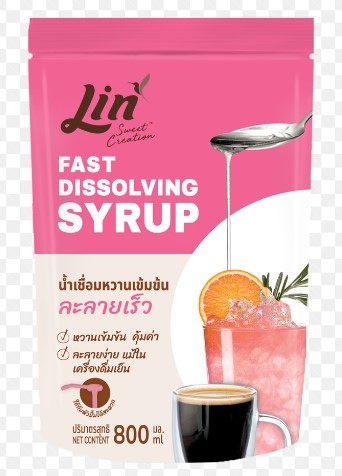 Lin
Sweet
Creation
FAST
DISSOLVING
SYRUP
น้ำเชื่อมหวานเข้มข้น
ละลายเร็ว
หวานเข้มข้น คุ้มค่า
ละลายง่าย แม้ใน
เครื่องดื่มเย็น
ปริมาตรสุทธิ 800 มล.
NET CONTENT 800 ml